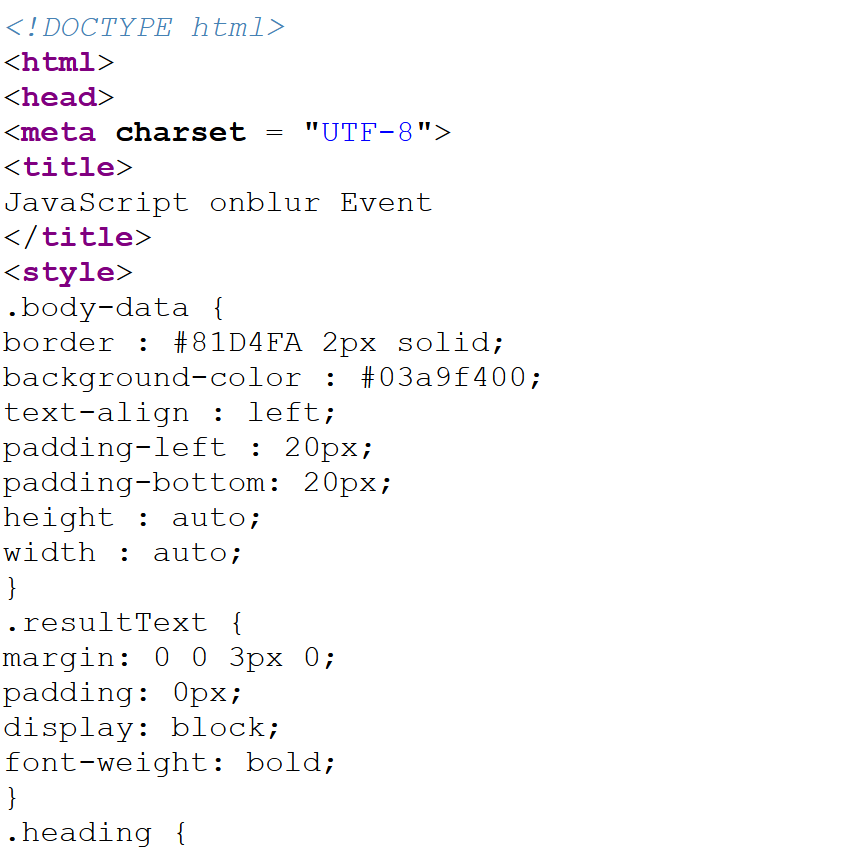 <!DOCTYPE html>
<html>
<head>
<meta charset = "UTF-8">
<title>
JavaScript onblur Event
</title>
<style>
.body-data {
border : #81D4FA 2px solid;
background-color : #03a9f400;
text-align : left;
padding-left : 20px;
padding-bottom: 20px;
height : auto;
width : auto;
}
.resultText {
margin: 0 0 3px 0;
padding: 0px;
display: block;
font-weight: bold;
}
.heading {